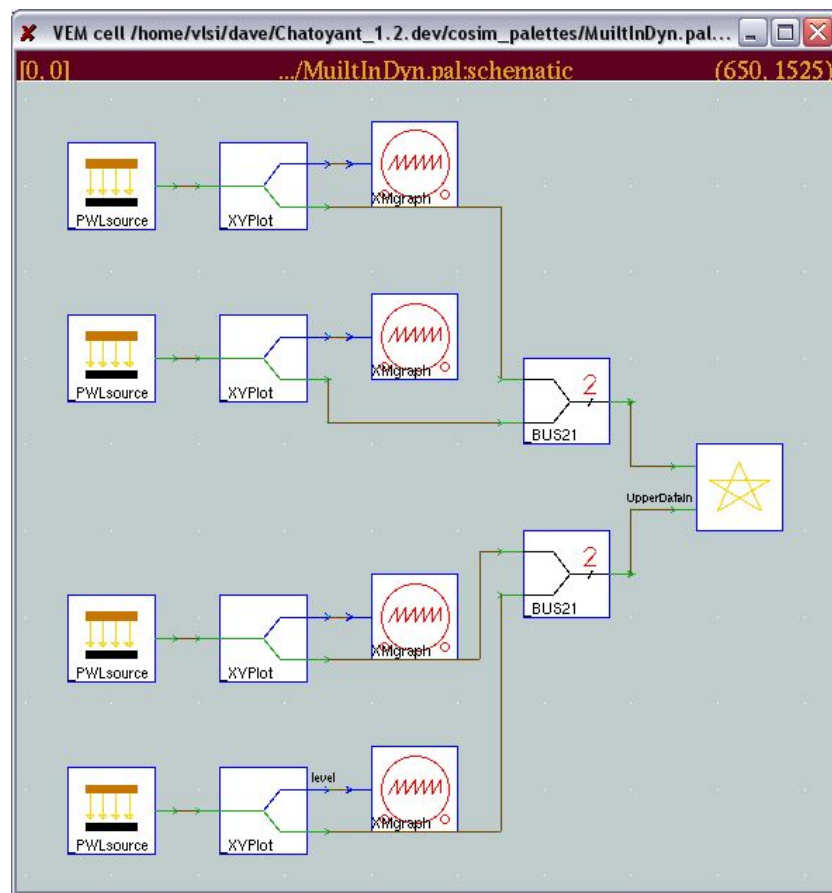 VEM cell /home/vlsi/dave/Chatoyant_1.2.dev/cosim_palettes/MuiltInDyn.pal...
[0, 0] .../MuiltInDyn.pal:schematic (650, 1525)
_PWLsource
_XYPlot
XMgraph
_PWLsource
_XYPlot
XMgraph
2
_BUS21
UpperDataIn
2
_BUS21
_PWLsource
_XYPlot
XMgraph
level
_PWLsource
_XYPlot
XMgraph